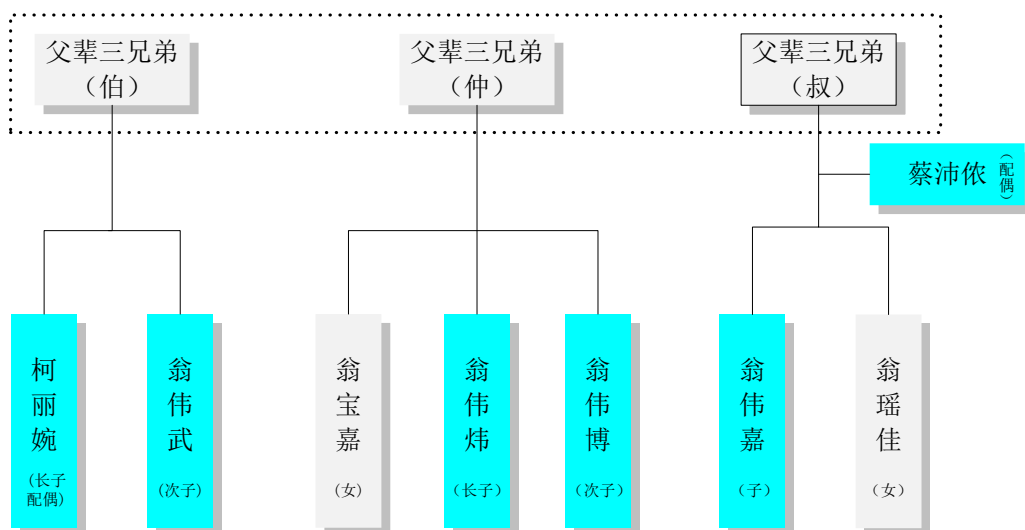 父辈三兄弟
（伯）
父辈三兄弟
（仲）
父辈三兄弟
（叔）
蔡沛侬
（配偶）
柯丽婉
(长子
配偶)
翁伟武
(次子)
翁宝嘉
(女)
翁伟炜
（长子）
翁伟博
（次子）
翁伟嘉
（子）
翁瑶佳
（女）